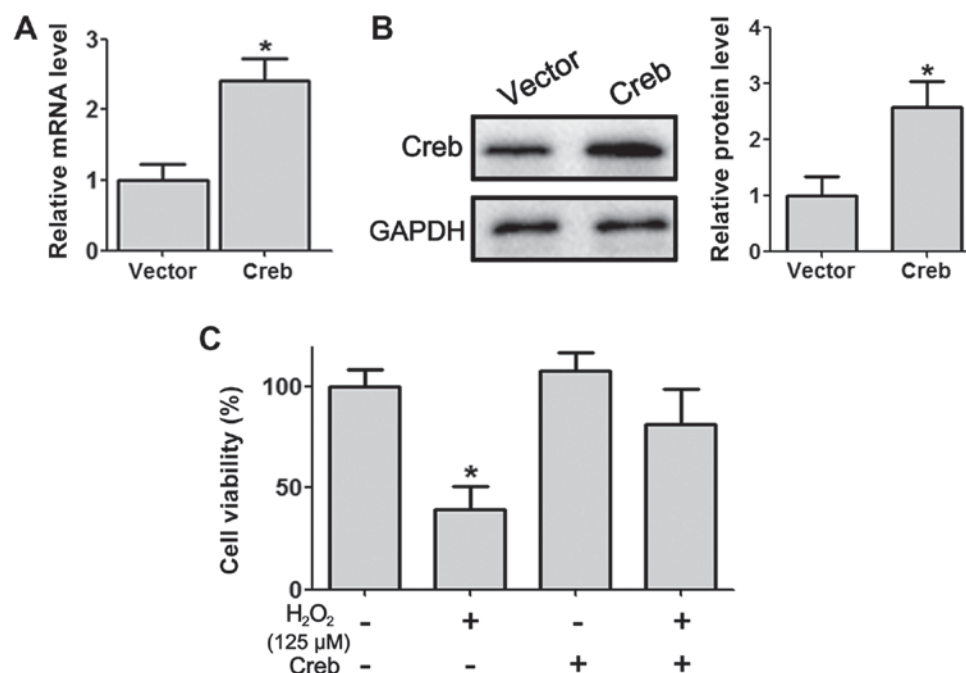 A
Relative mRNA level
3
2
1
0
*
Vector Creb
B
Vector Creb
Creb
GAPDH
Relative protein level
4
3
2
1
0
*
Vector Creb
C
Cell viability (%)
100
50
0
*
H₂O₂ - + - +
(125 µM)
Creb - - + +